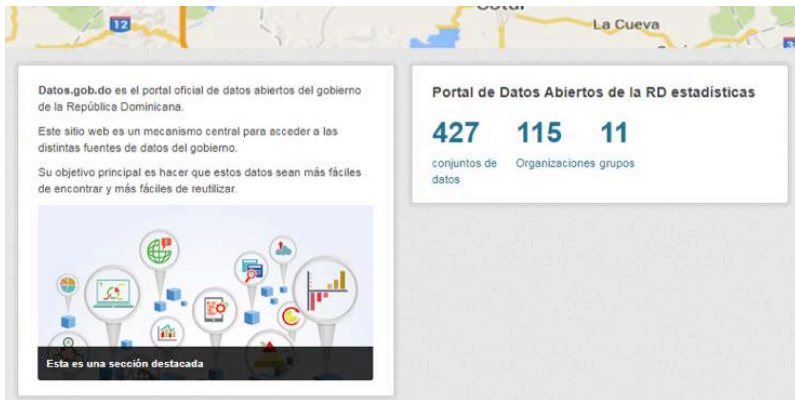 12
La Cueva
Datos.gob.do es el portal oficial de datos abiertos del gobierno
de la República Dominicana.
Este sitio web es un mecanismo central para acceder a las
distintas fuentes de datos del gobierno.
Su objetivo principal es hacer que estos datos sean más fáciles
de encontrar y más fáciles de reutilizar.
Esta es una sección destacada
Portal de Datos Abiertos de la RD estadísticas
427 115 11
conjuntos de Organizaciones grupos
datos